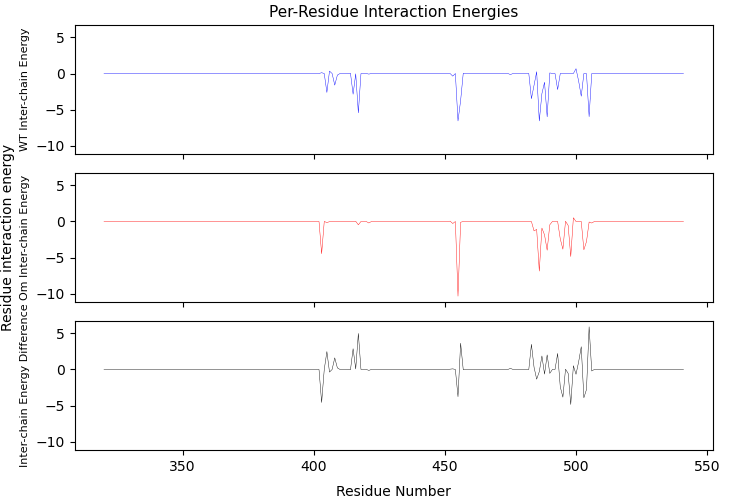 Per-Residue Interaction Energies
Residue interaction energy
WT Inter-chain Energy
5
0
−5
−10
Om Inter-chain Energy
5
0
−5
−10
Inter-chain Energy Difference
5
0
−5
−10
350
400
450
500
550
Residue Number